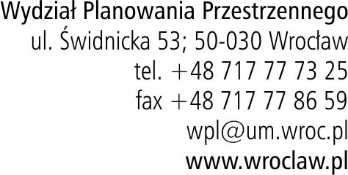 Wydział Planowania Przestrzennego
ul. Świdnicka 53; 50-030 Wrocław
tel. +48 717 77 73 25
fax +48 717 77 86 59
wpl@um.wroc.pl
www.wroclaw.pl